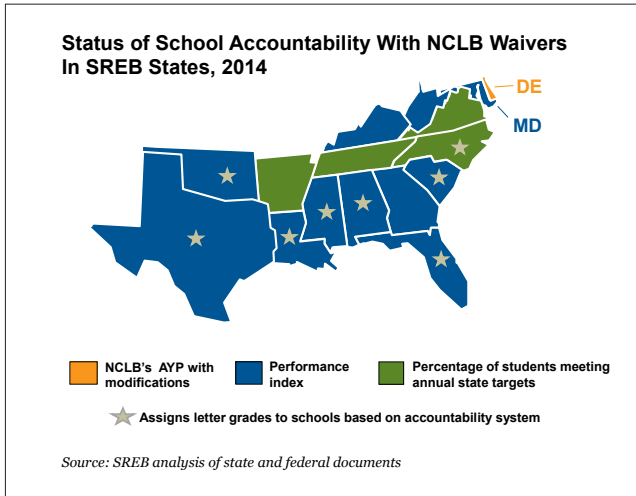 Status of School Accountability With NCLB Waivers
In SREB States, 2014
DE
MD
NCLB's AYP with
modifications
Performance
index
Percentage of students meeting
annual state targets
Assigns letter grades to schools based on accountability system
Source: SREB analysis of state and federal documents